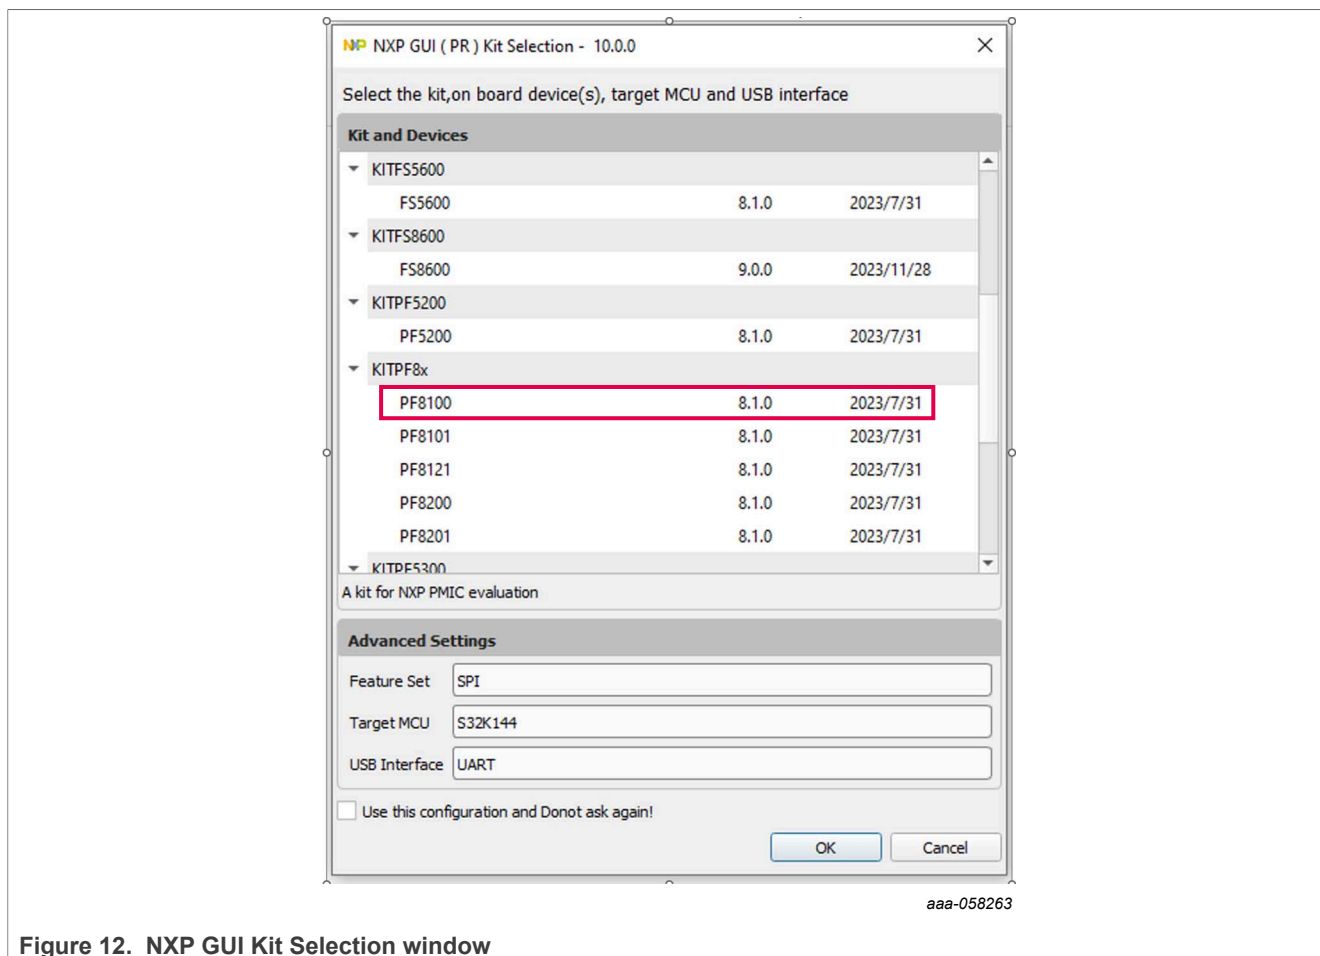 NXP NXP GUI ( PR ) Kit Selection - 10.0.0
Select the kit,on board device(s), target MCU and USB interface
Kit and Devices
KITFS5600
FS5600 8.1.0 2023/7/31
KITFS8600
FS8600 9.0.0 2023/11/28
KITPF5200
PF5200 8.1.0 2023/7/31
KITPF8x
PF8100 8.1.0 2023/7/31
PF8101 8.1.0 2023/7/31
PF8121 8.1.0 2023/7/31
PF8200 8.1.0 2023/7/31
PF8201 8.1.0 2023/7/31
KITPF5300
A kit for NXP PMIC evaluation
Advanced Settings
Feature Set SPI
Target MCU S32K144
USB Interface UART
Use this configuration and Donot ask again!
OK Cancel
aaa-058263
Figure 12. NXP GUI Kit Selection window